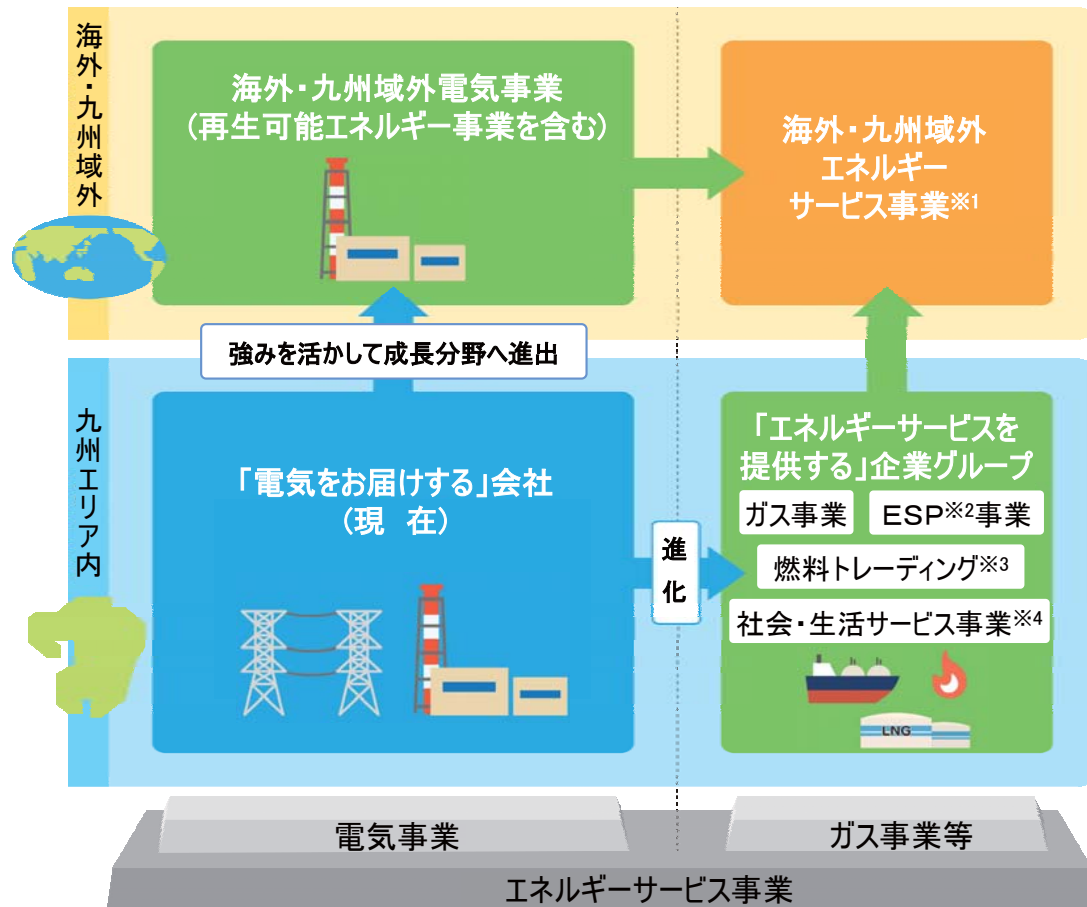 海外・九州域外
海外・九州域外電気事業
(再生可能エネルギー事業を含む)
海外・九州域外
エネルギー
サービス事業※1
強みを活かして成長分野へ進出
九州エリア内
「電気をお届けする」会社
(現 在)
進化
「エネルギーサービスを
提供する」企業グループ
ガス事業
ESP※2事業
燃料トレーディング※3
社会・生活サービス事業※4
LNG
電気事業
ガス事業等
エネルギーサービス事業